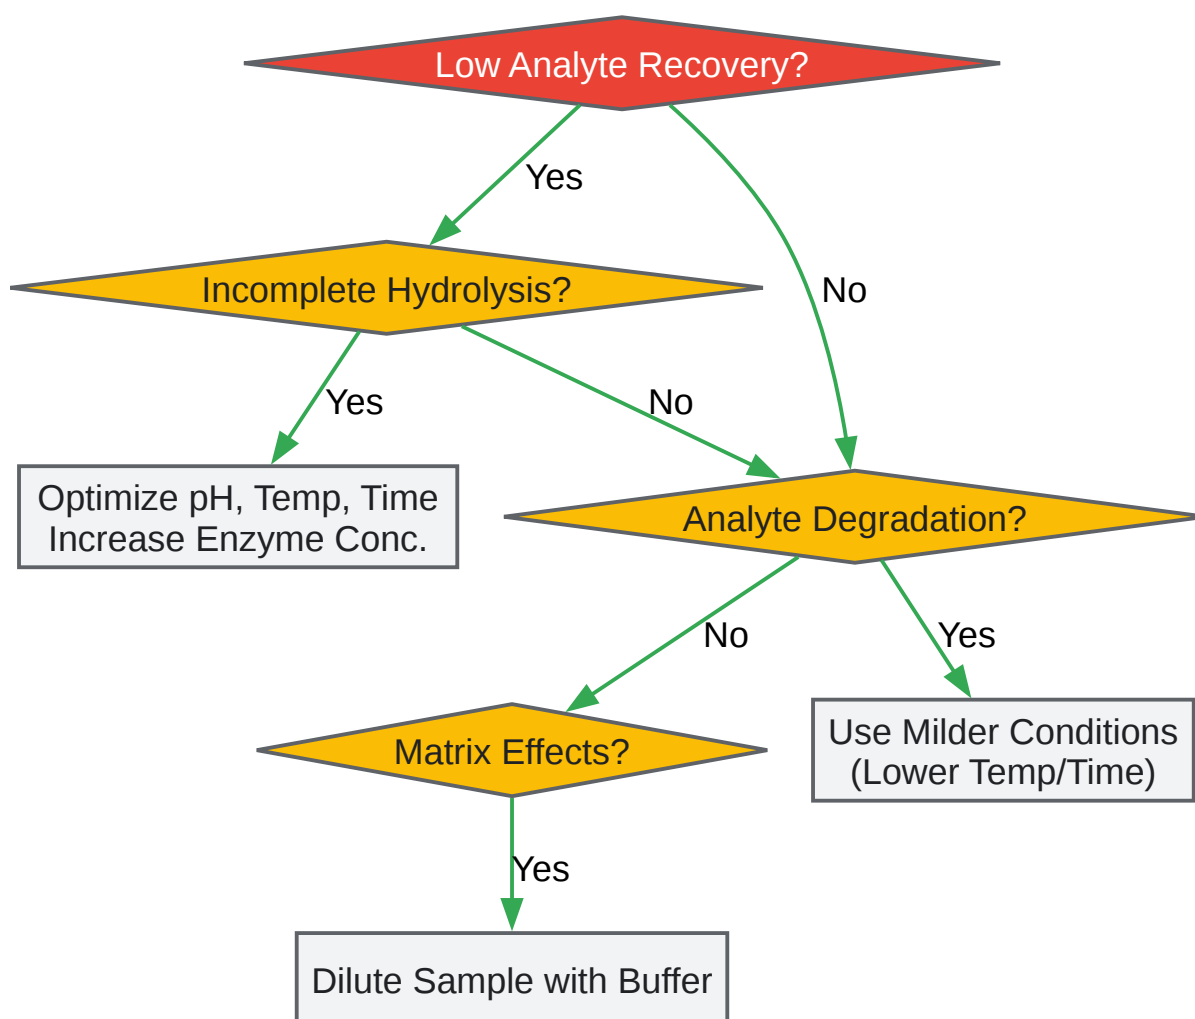 Low Analyte Recovery?
Yes
Incomplete Hydrolysis?
No
Yes
No
Optimize pH, Temp, Time
Increase Enzyme Conc.
Analyte Degradation?
No
Yes
Use Milder Conditions
(Lower Temp/Time)
Matrix Effects?
Yes
Dilute Sample with Buffer